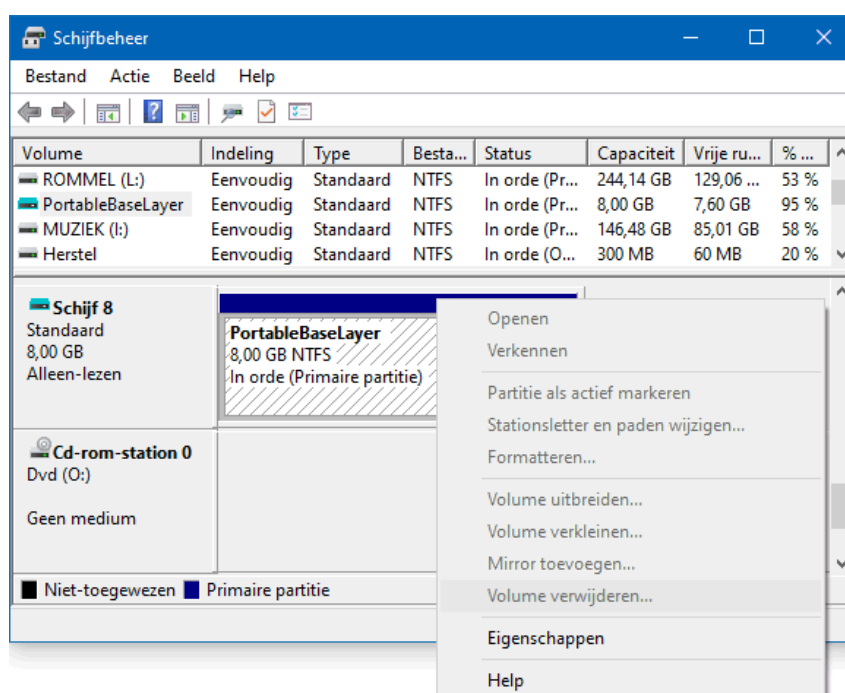 Schijfbeheer
Bestand Actie Beeld Help
Volume Indeling Type Besta... Status Capaciteit Vrije ru... % ...
ROMMEL (L:) Eenvoudig Standaard NTFS In orde (Pr... 244,14 GB 129,06 ... 53 %
PortableBaseLayer Eenvoudig Standaard NTFS In orde (Pr... 8,00 GB 7,60 GB 95 %
MUZIEK (I:) Eenvoudig Standaard NTFS In orde (Pr... 146,48 GB 85,01 GB 58 %
Herstel Eenvoudig Standaard NTFS In orde (O... 300 MB 60 MB 20 %
Schijf 8
Standaard
8,00 GB
Alleen-lezen
PortableBaseLayer
8,00 GB NTFS
In orde (Primaire partitie)
Cd-rom-station 0
Dvd (O:)
Geen medium
Niet-toegewezen Primaire partitie
Openen
Verkennen
Partitie als actief markeren
Stationsletter en paden wijzigen...
Formatteren...
Volume uitbreiden...
Volume verkleinen...
Mirror toevoegen...
Volume verwijderen...
Eigenschappen
Help